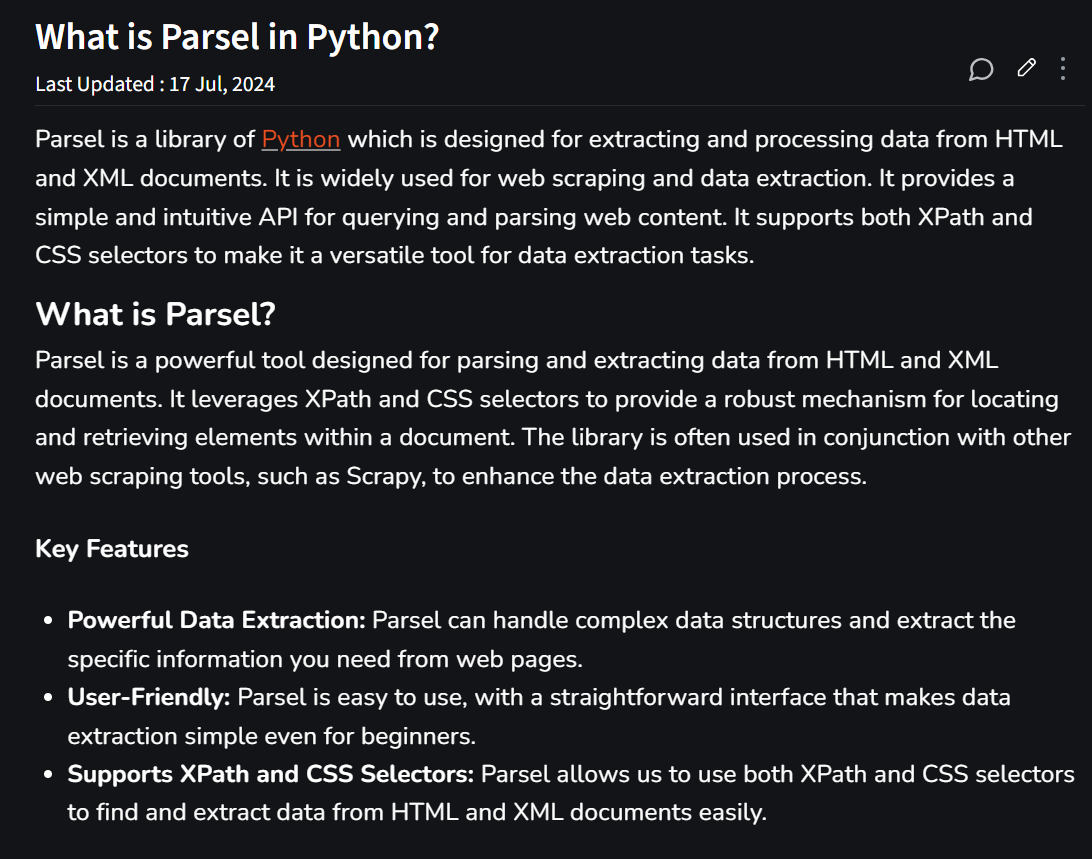 What is Parsel in Python?
Last Updated : 17 Jul, 2024
Parsel is a library of Python which is designed for extracting and processing data from HTML
and XML documents. It is widely used for web scraping and data extraction. It provides a
simple and intuitive API for querying and parsing web content. It supports both XPath and
CSS selectors to make it a versatile tool for data extraction tasks.
What is Parsel?
Parsel is a powerful tool designed for parsing and extracting data from HTML and XML
documents. It leverages XPath and CSS selectors to provide a robust mechanism for locating
and retrieving elements within a document. The library is often used in conjunction with other
web scraping tools, such as Scrapy, to enhance the data extraction process.
Key Features
• Powerful Data Extraction: Parsel can handle complex data structures and extract the
specific information you need from web pages.
• User-Friendly: Parsel is easy to use, with a straightforward interface that makes data
extraction simple even for beginners.
• Supports XPath and CSS Selectors: Parsel allows us to use both XPath and CSS selectors
to find and extract data from HTML and XML documents easily.